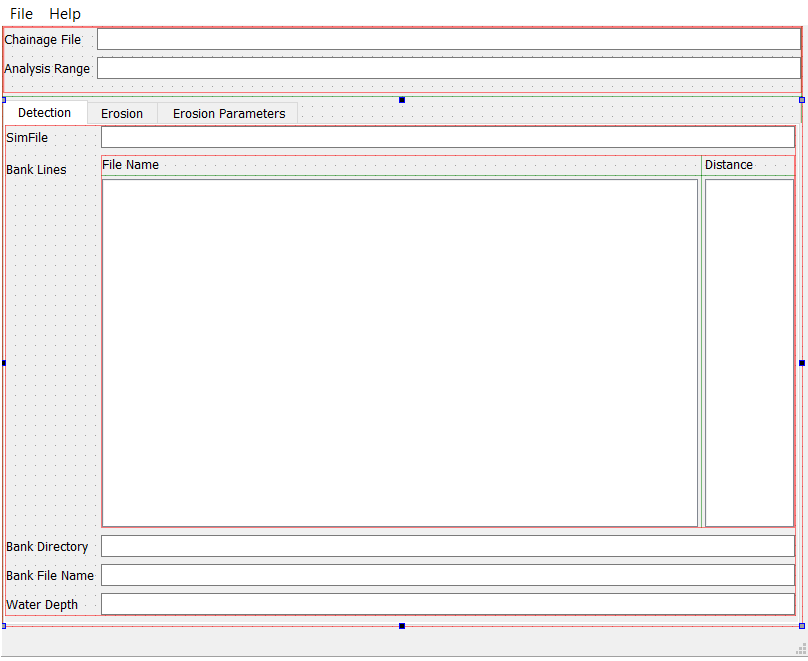 File Help
Chainage File
Analysis Range
Detection Erosion Erosion Parameters
SimFile
Bank Lines File Name Distance
Bank Directory
Bank File Name
Water Depth